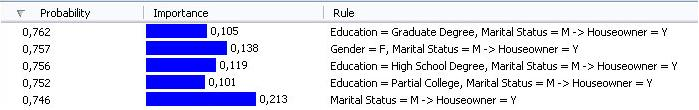 Probability Importance Rule
0,762 0,105 Education = Graduate Degree, Marital Status = M -> Houseowner = Y
0,757 0,138 Gender = F, Marital Status = M -> Houseowner = Y
0,756 0,119 Education = High School Degree, Marital Status = M -> Houseowner = Y
0,752 0,101 Education = Partial College, Marital Status = M -> Houseowner = Y
0,746 0,213 Marital Status = M -> Houseowner = Y